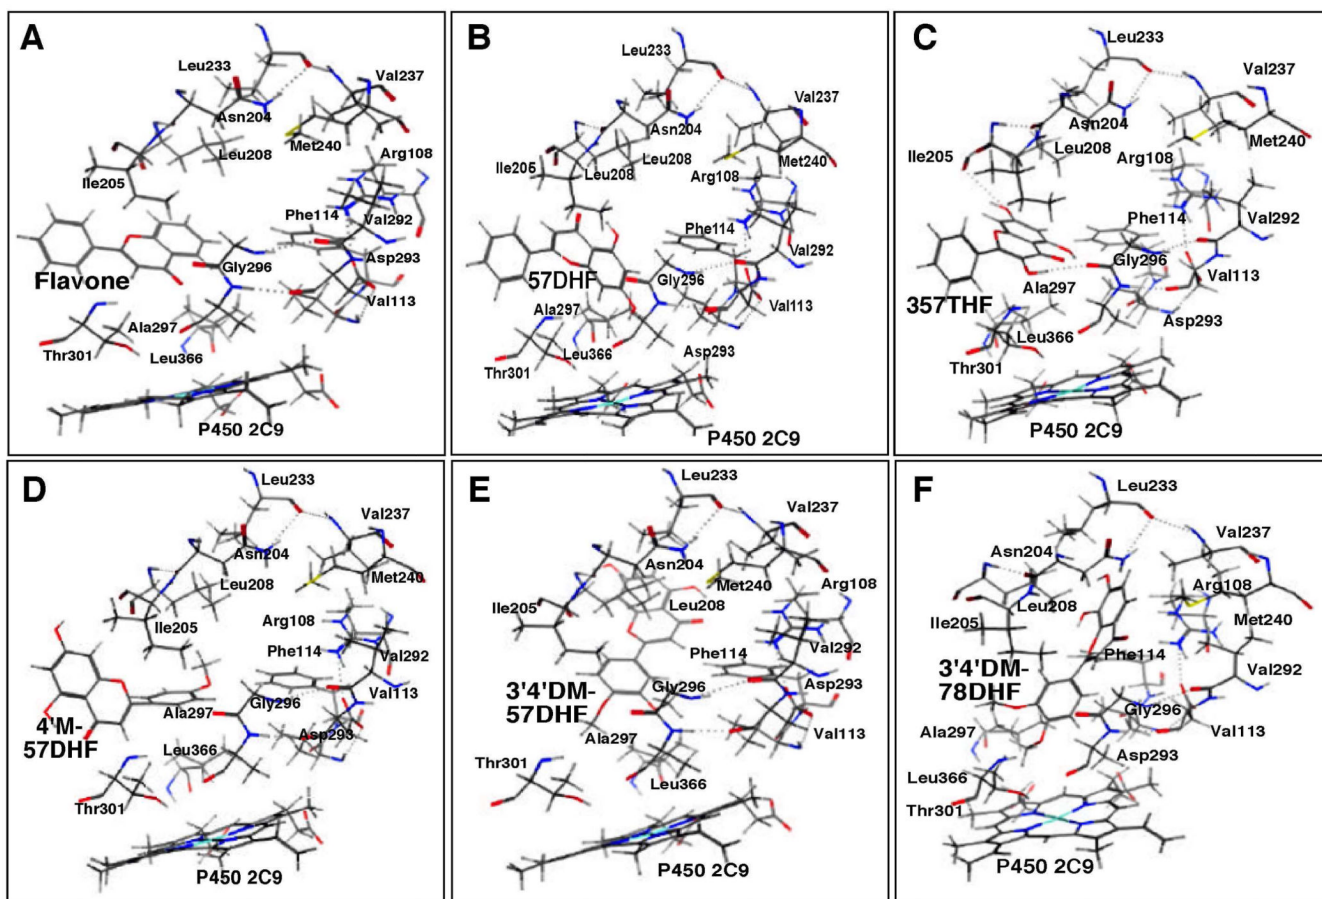 A
Leu233
Val237
Asn204
Met240
Leu208
Arg108
Ile205
Phe114
Val292
Flavone
Gly296
Asp293
Val113
Ala297
Thr301
Leu366
P450 2C9
B
Leu233
Val237
Asn204
Leu208
Met240
Ile205
Leu208
Arg108
Phe114
Val292
57DHF
Gly296
Ala297
Val113
Leu366
Asp293
Thr301
P450 2C9
C
Leu233
Val237
Asn204
Leu208
Arg108
Met240
Ile205
Phe114
Val292
Gly296
357THF
Ala297
Val113
Asp293
Leu366
Thr301
P450 2C9
D
Leu233
Val237
Asn204
Leu208
Met240
Ile205
Arg108
Phe114
Val292
4'M-
57DHF
Ala297
Gly296
Val113
Asp293
Leu366
Thr301
P450 2C9
E
Leu233
Val237
Asn204
Met240
Arg108
Ile205
Leu208
Phe114
Val292
3'4'DM-
57DHF
Gly296
Asp293
Ala297
Val113
Thr301
Leu366
P450 2C9
F
Leu233
Val237
Asn204
Arg108
Leu208
Met240
Ile205
Phe114
3'4'DM-
78DHF
Val292
Gly296
Ala297
Val113
Asp293
Leu366
Thr301
P450 2C9